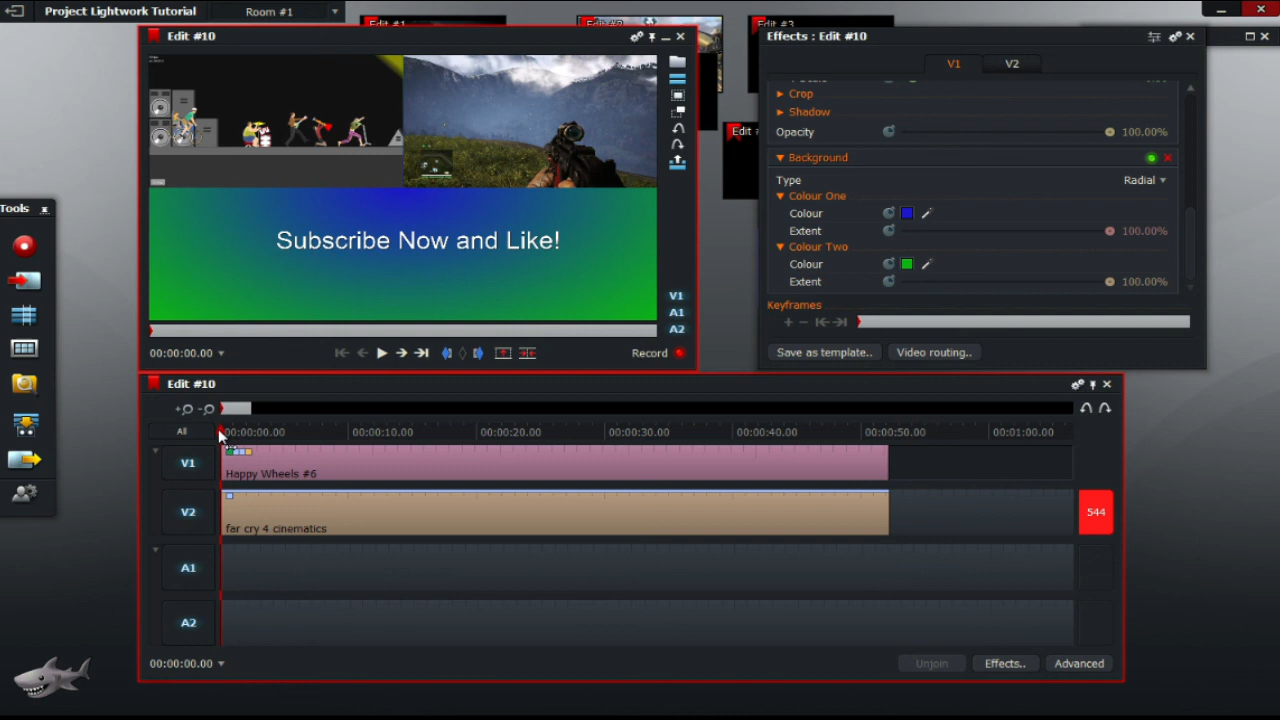 Project Lightwork Tutorial
Room #1
Edit #1
Edit #2
Edit #3
Edit #10
Effects : Edit #10
V1
V2
Crop
Shadow
Opacity
100.00%
Background
Type
Radial
Colour One
Colour
Extent
100.00%
Colour Two
Colour
Extent
100.00%
Keyframes
Save as template..
Video routing..
Edit
Subscribe Now and Like!
V1
A1
A2
00:00:00.00
Record
Tools
Edit #10
All
00:00:00.00
00:00:10.00
00:00:20.00
00:00:30.00
00:00:40.00
00:00:50.00
00:01:00.00
V1
Happy Wheels #6
V2
far cry 4 cinematics
544
A1
A2
00:00:00.00
Unjoin
Effects..
Advanced